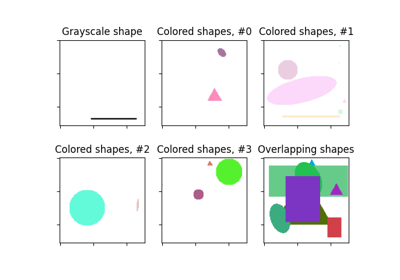 Grayscale shape
Colored shapes, #0
Colored shapes, #1
Colored shapes, #2
Colored shapes, #3
Overlapping shapes